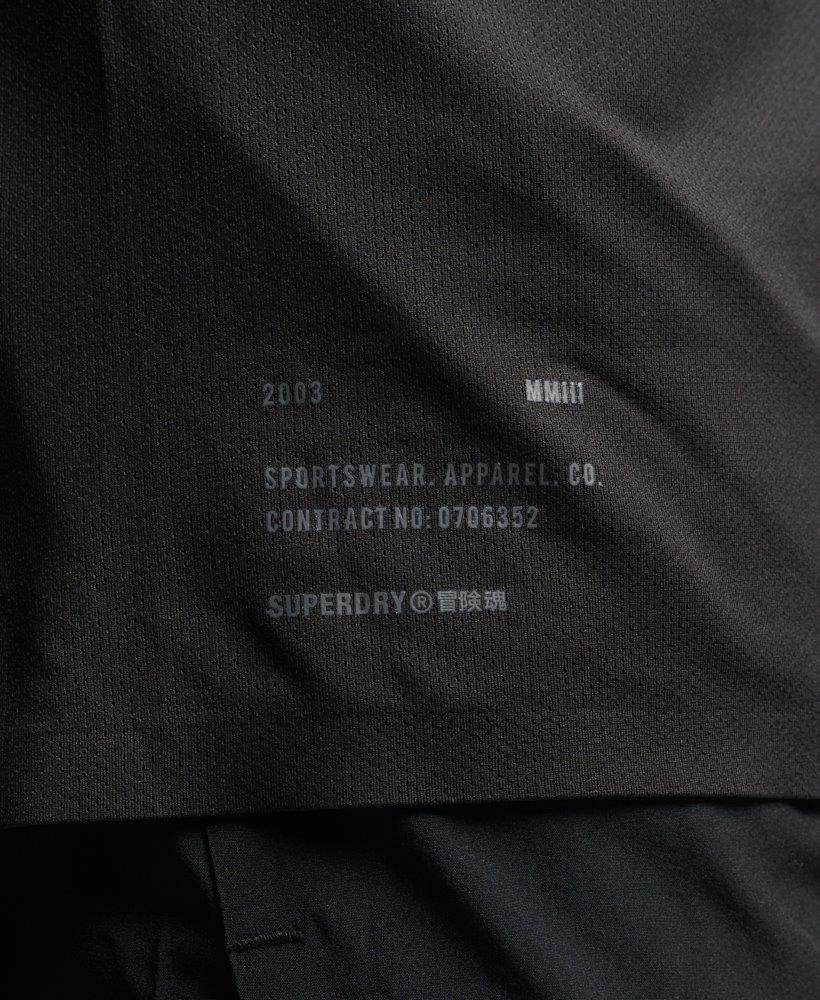 2003 MMIII
SPORTSWEAR. APPAREL. CO.
CONTRACT NO: 0706352
SUPERDRY®冒険魂